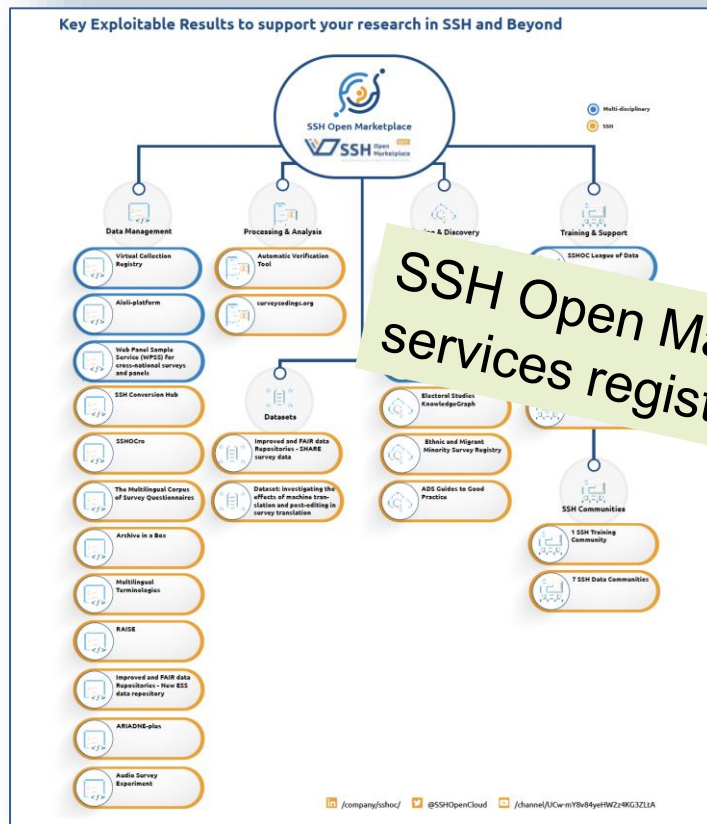 Key Exploitable Results to support your research in SSH and Beyond
SSH Open Marketplace
SSH Open
Marketplace
Multi-disciplinary
SSH
Data Management
Processing & Analysis
& Discovery
Training & Support
Virtual Collection
Registry
Aioli-platform
Web Panel Sample
Service (WPSS) for
cross-national surveys
and panels
SSH Conversion Hub
SSHOCro
The Multilingual Corpus
of Survey Questionnaires
Archive in a Box
Multilingual
Terminologies
RAISE
Improved and FAIR data
Repositories - New ESS
data repository
ARIADNE-plus
Audio Survey
Experiment
Automatic Verification
Tool
surveycodings.org
Datasets
Improved and FAIR data
Repositories - SHARE
survey data
Dataset: investigating the
effects of machine tran-
slation and post-editing in
survey translation
SSH Open Ma
services regist
Electoral Studies
KnowledgeGraph
Ethnic and Migrant
Minority Survey Registry
ADS Guides to Good
Practice
SSHOC League of Data
SSH Communities
1 SSH Training
Community
7 SSH Data Communities
/company/sshoc/
@SSHOpenCloud
/channel/UCw-mY8v84yeHWZz4KG3ZLtA